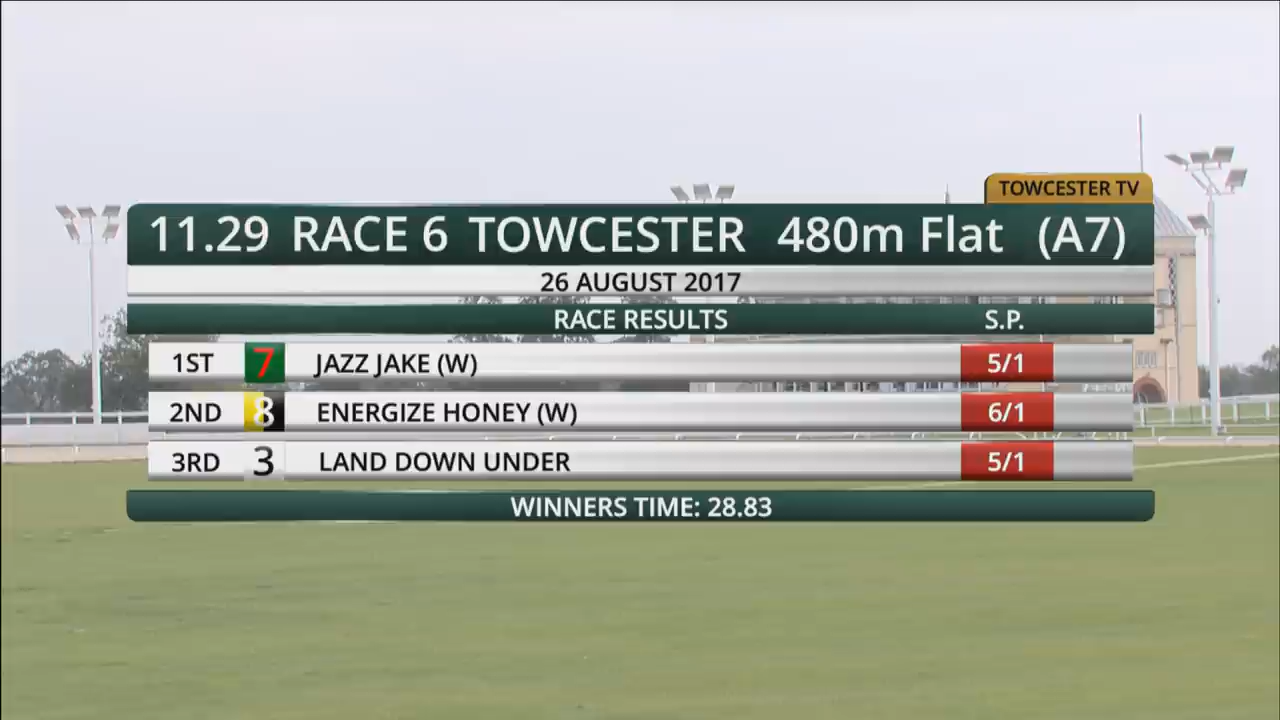 TOWCESTER TV
11.29 RACE 6 TOWCESTER 480m Flat (A7)
26 AUGUST 2017
RACE RESULTS S.P.
1ST 7 JAZZ JAKE (W) 5/1
2ND 8 ENERGIZE HONEY (W) 6/1
3RD 3 LAND DOWN UNDER 5/1
WINNERS TIME: 28.83